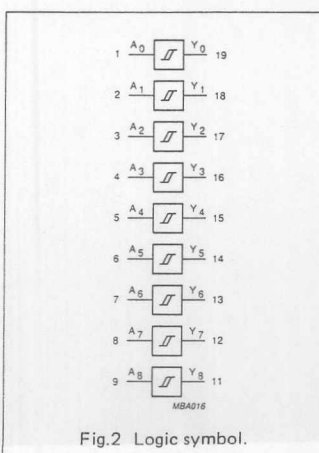 1 A0 Y0 19
2 A1 Y1 18
3 A2 Y2 17
4 A3 Y3 16
5 A4 Y4 15
6 A5 Y5 14
7 A6 Y6 13
8 A7 Y7 12
9 A8 Y8 11
MBA016
Fig.2 Logic symbol.